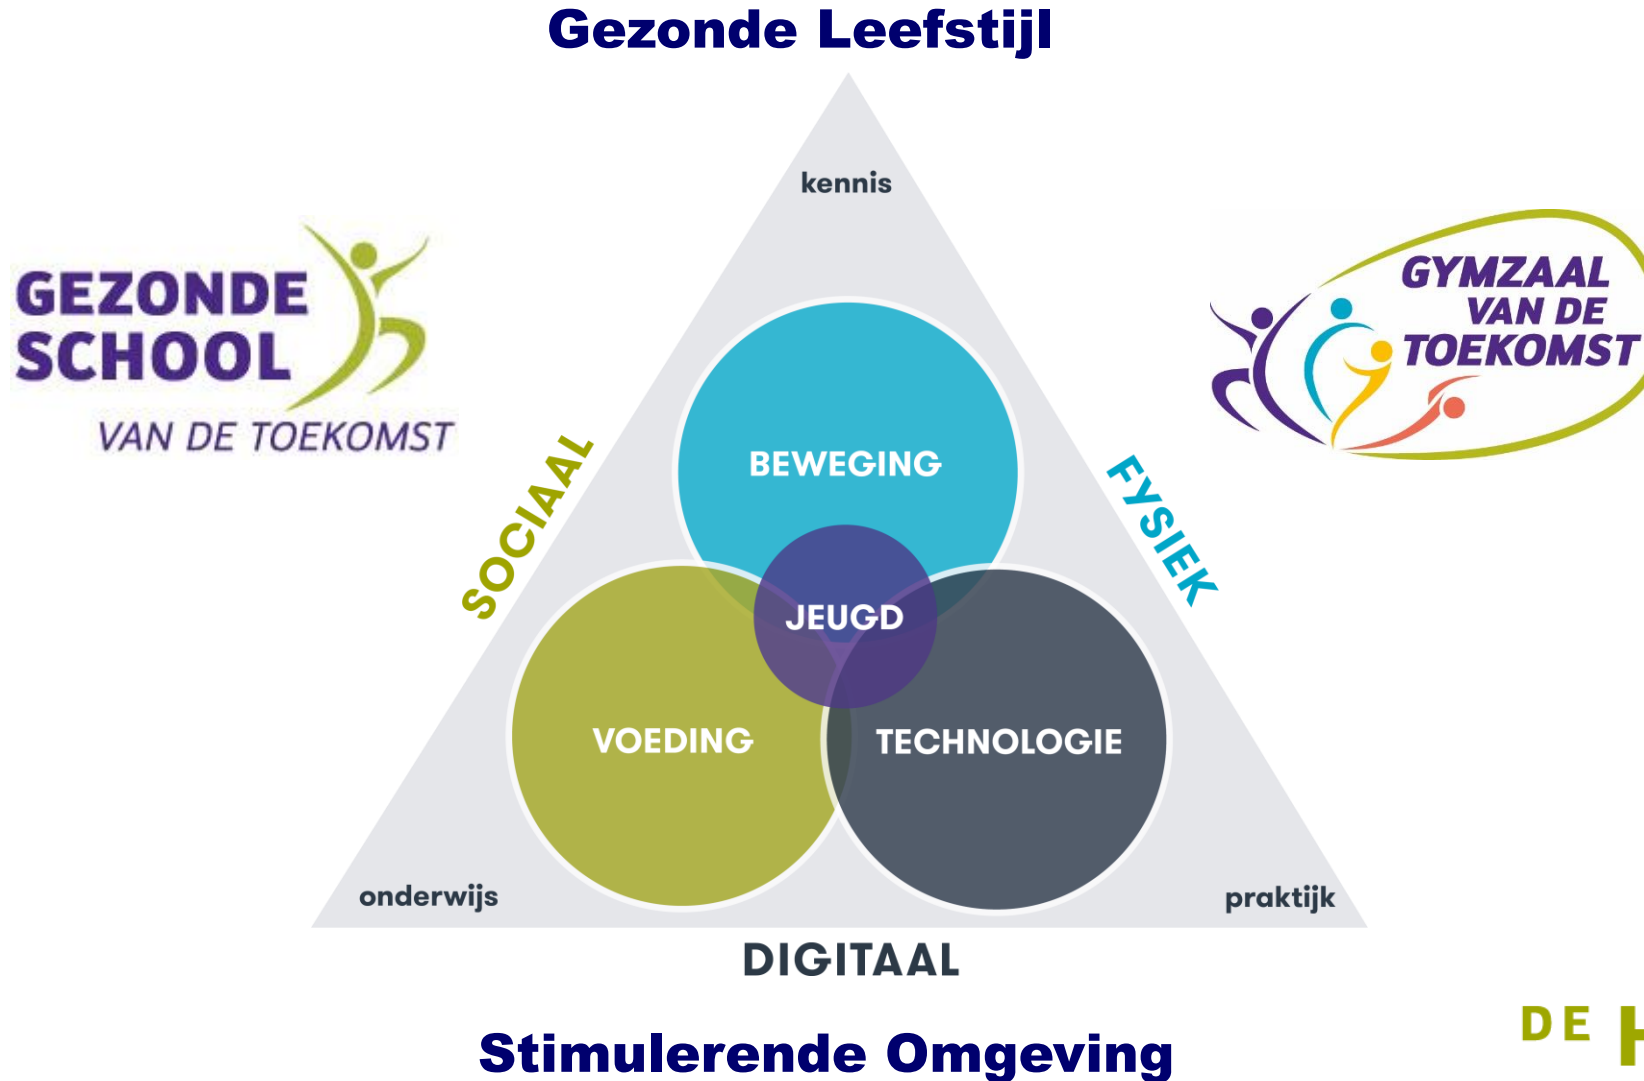 Gezonde Leefstijl
kennis
GEZONDE
SCHOOL
VAN DE TOEKOMST
GYMZAAL
VAN DE
TOEKOMST
SOCIAAL
FYSIEK
BEWEGING
JEUGD
VOEDING
TECHNOLOGIE
onderwijs
praktijk
DIGITAAL
Stimulerende Omgeving
DE